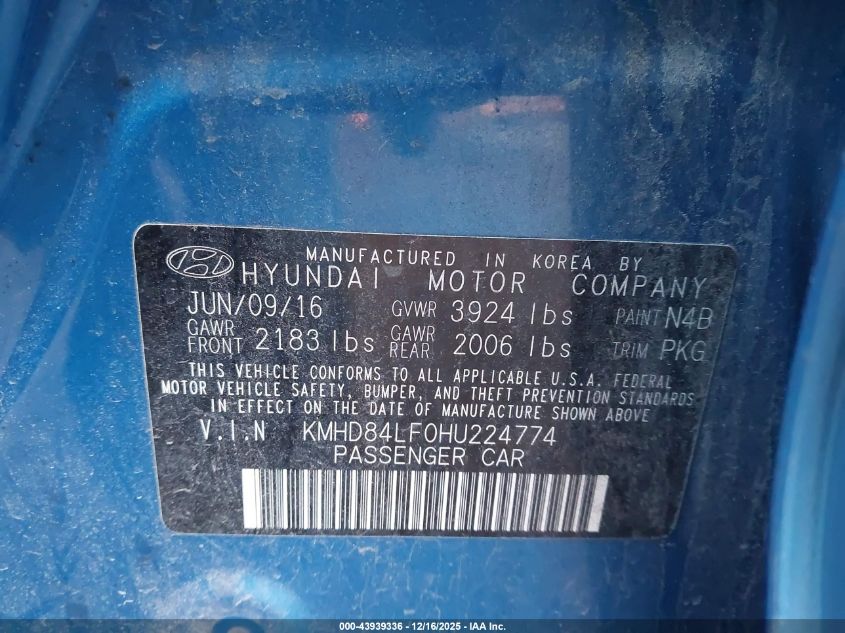 MANUFACTURED IN KOREA BY
HYUNDAI MOTOR COMPANY
JUN/09/16 GVWR 3924 lbs PAINT N4B
GAWR FRONT 2183 lbs GAWR REAR 2006 lbs TRIM PKG
THIS VEHICLE CONFORMS TO ALL APPLICABLE U.S.A. FEDERAL
MOTOR VEHICLE SAFETY, BUMPER, AND THEFT PREVENTION STANDARDS
IN EFFECT ON THE DATE OF MANUFACTURE SHOWN ABOVE
V.I.N KMHD84LF0HU224774
PASSENGER CAR
000-43939336 - 12/16/2025 - IAA Inc.